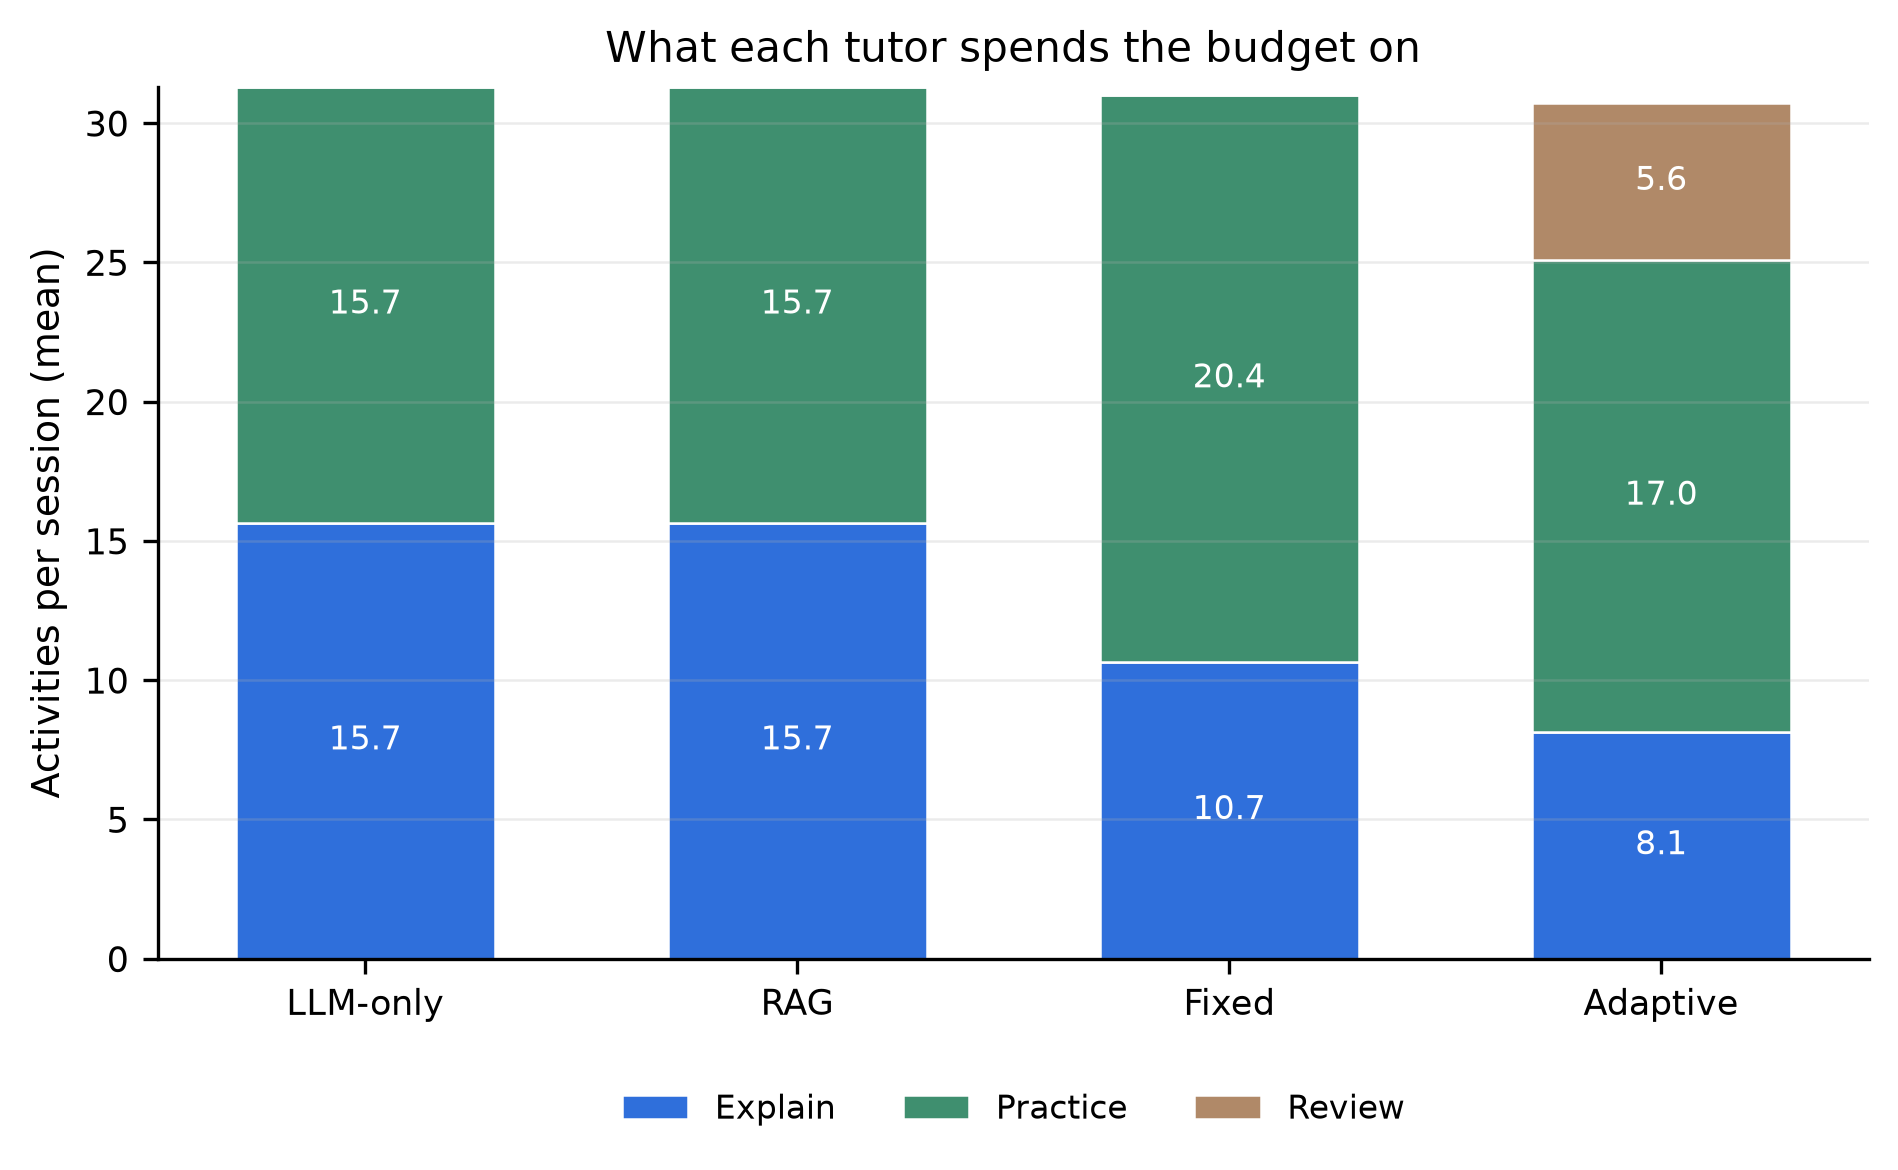 What each tutor spends the budget on
Activities per session (mean)
30
25
20
15
10
5
0
15.7
15.7
15.7
15.7
20.4
10.7
5.6
17.0
8.1
LLM-only
RAG
Fixed
Adaptive
Explain
Practice
Review